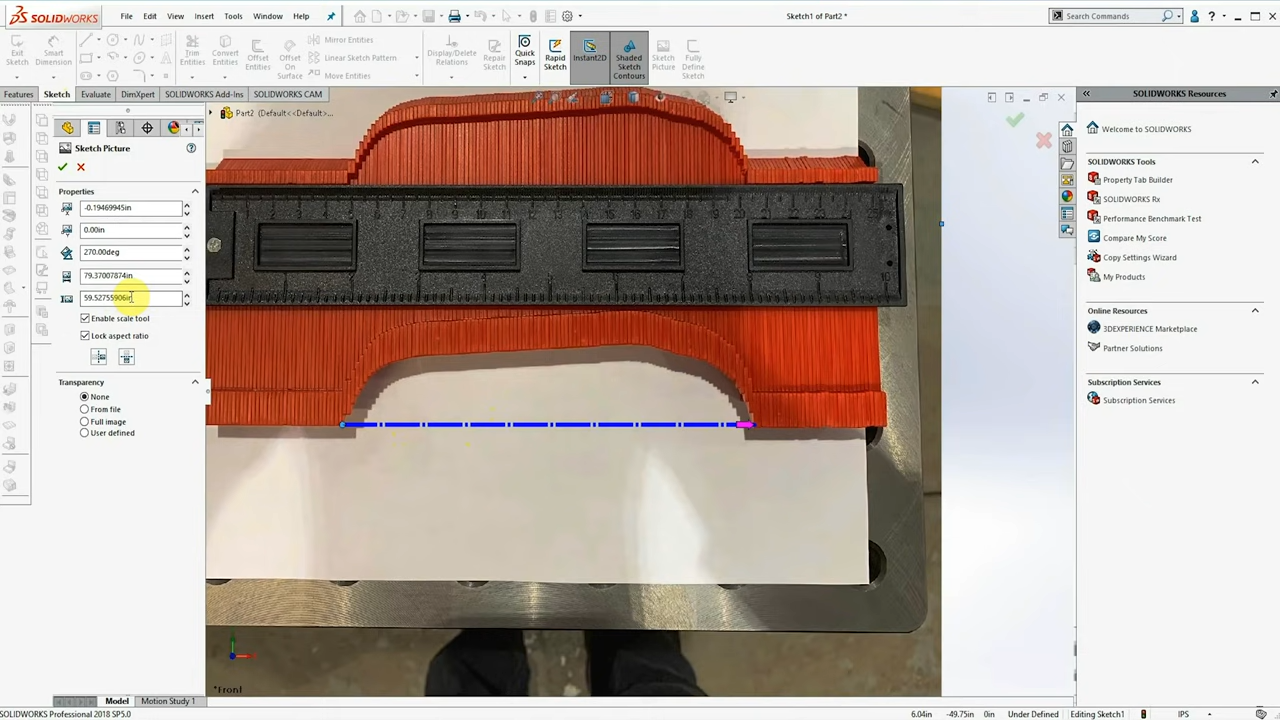 SOLIDWORKS
File Edit View Insert Tools Window Help
Sketch1 of Part2 *
Search Commands
Exit Sketch
Smart Dimension
Trim Entities
Convert Entities
Offset Entities
Offset On Surface
Mirror Entities
Linear Sketch Pattern
Move Entities
Display/Delete Relations
Repair Sketch
Quick Snaps
Rapid Sketch
Instant2D
Shaded Sketch Contours
Sketch Picture
Fully Define Sketch
Features Sketch Evaluate DimXpert SOLIDWORKS Add-Ins SOLIDWORKS CAM
SOLIDWORKS Resources
Part2 (Default<<Default>...
Sketch Picture
Properties
-0.19469945in
0.00in
270.00deg
79.37007874in
59.52755906in
Enable scale tool
Lock aspect ratio
Transparency
None
From file
Full image
User defined
Welcome to SOLIDWORKS
SOLIDWORKS Tools
Property Tab Builder
SOLIDWORKS Rx
Performance Benchmark Test
Compare My Score
Copy Settings Wizard
My Products
Online Resources
3DEXPERIENCE Marketplace
Partner Solutions
Subscription Services
Subscription Services
*Front
Model Motion Study 1
SOLIDWORKS Professional 2018 SP5.0
6.04in -49.75in 0in Under Defined Editing Sketch1 IPS